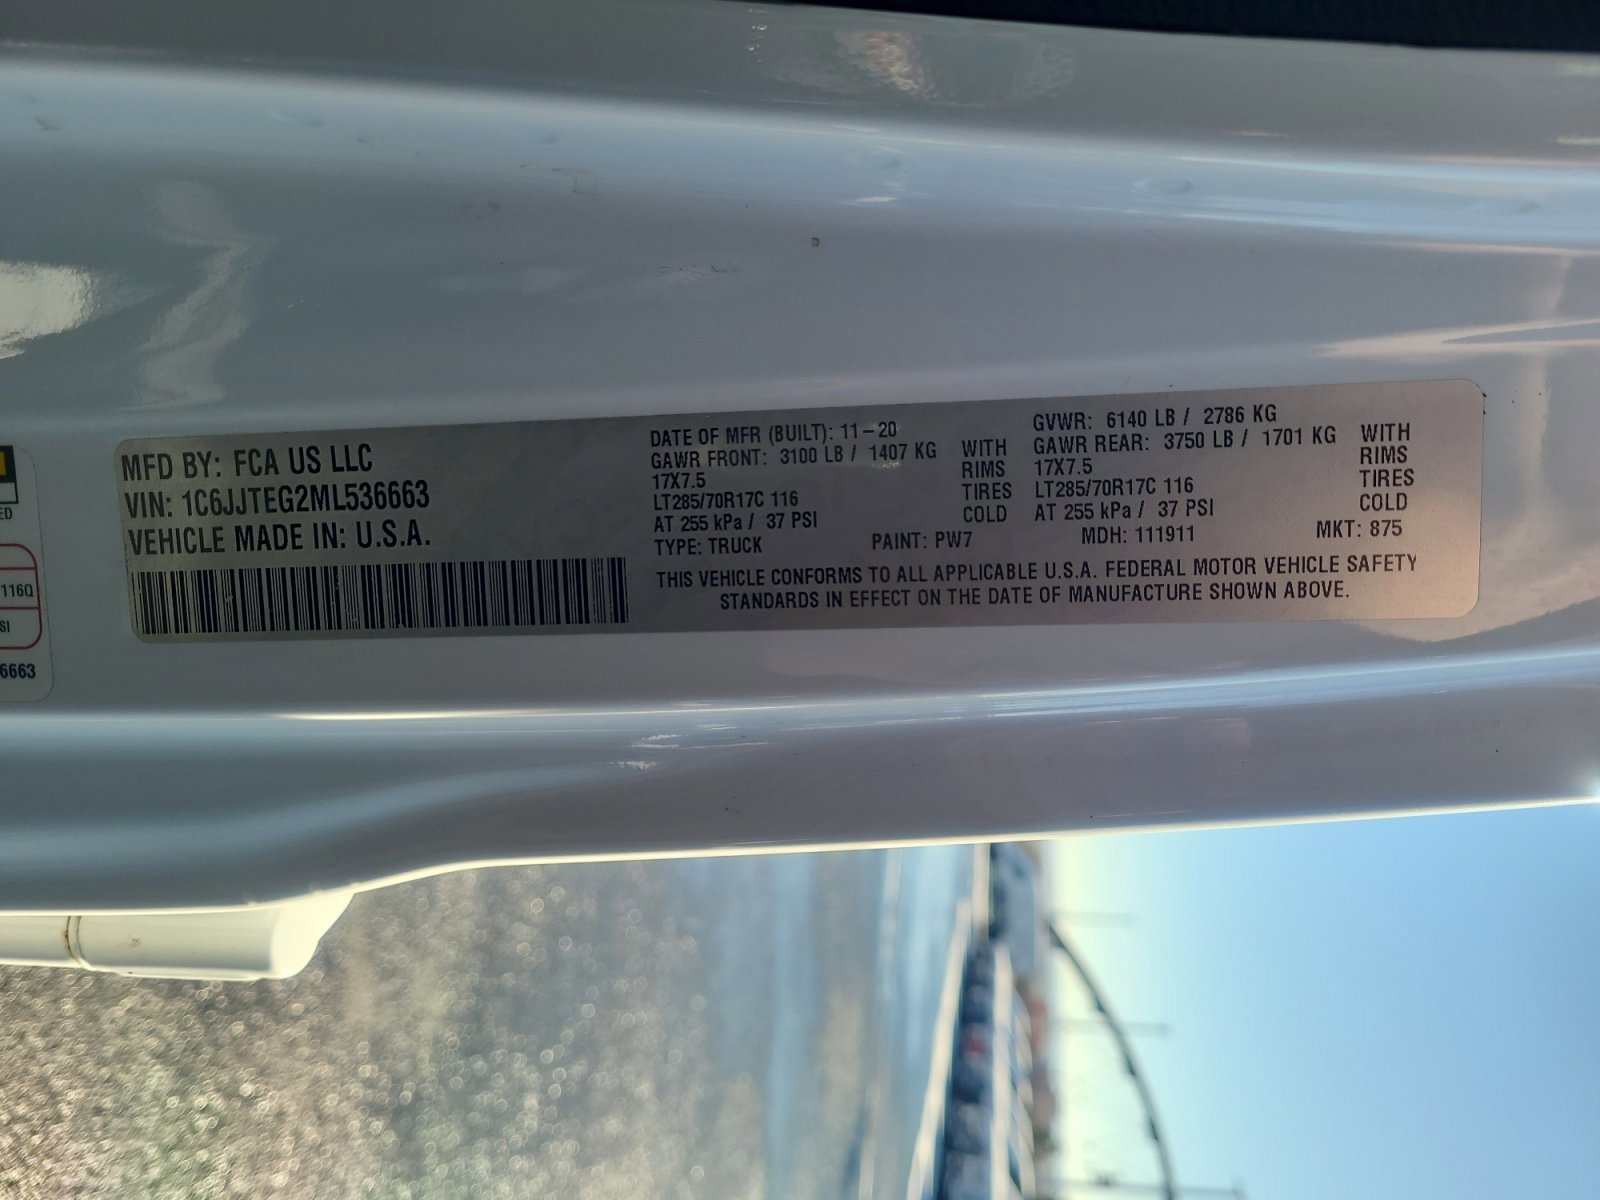 MFD BY: FCA US LLC
VIN: 1C6JJTEG2ML536663
VEHICLE MADE IN: U.S.A.
DATE OF MFR (BUILT): 11-20
GAWR FRONT: 3100 LB / 1407 KG WITH
17X7.5 RIMS
LT285/70R17C 116 TIRES
AT 255 kPa / 37 PSI COLD
GVWR: 6140 LB / 2786 KG
GAWR REAR: 3750 LB / 1701 KG WITH
17X7.5 RIMS
LT285/70R17C 116 TIRES
AT 255 kPa / 37 PSI COLD
TYPE: TRUCK PAINT: PW7 MDH: 111911 MKT: 875
THIS VEHICLE CONFORMS TO ALL APPLICABLE U.S.A. FEDERAL MOTOR VEHICLE SAFETY
STANDARDS IN EFFECT ON THE DATE OF MANUFACTURE SHOWN ABOVE.
ED
116Q
SI
6663